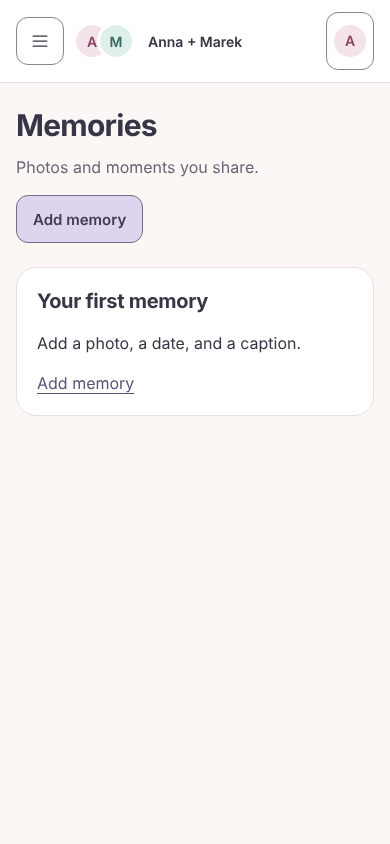 A M Anna + Marek A
Memories
Photos and moments you share.
Add memory
Your first memory
Add a photo, a date, and a caption.
Add memory